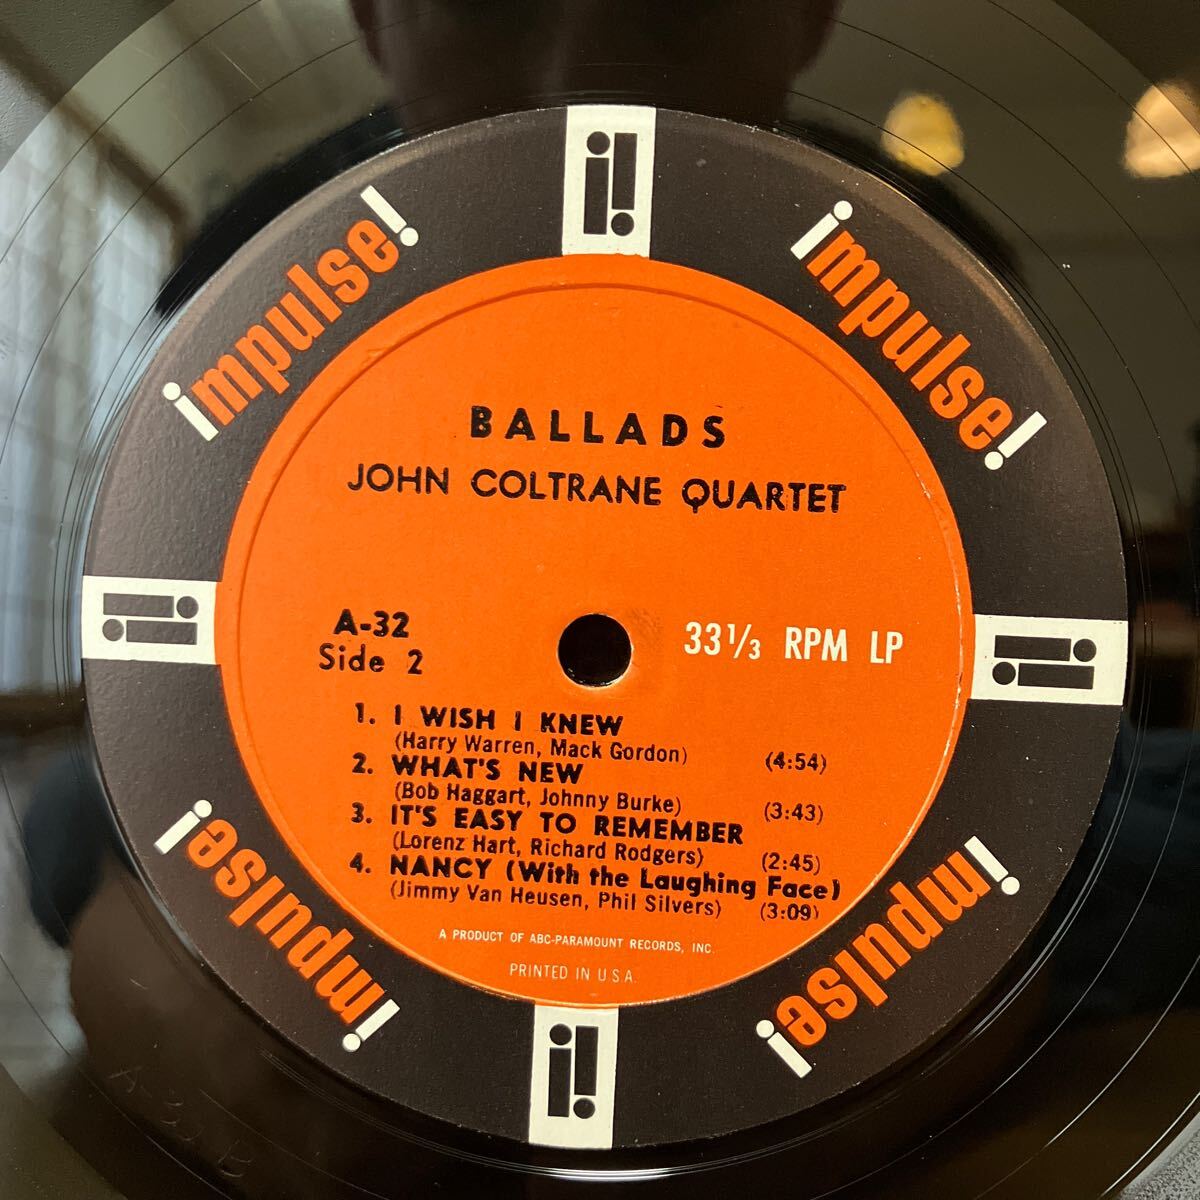 ¡impulse!
¡impulse!
BALLADS
JOHN COLTRANE QUARTET
A-32
Side 2
33⅓ RPM LP
1. I WISH I KNEW
(Harry Warren, Mack Gordon) (4:54)
2. WHAT'S NEW
(Bob Haggart, Johnny Burke) (3:43)
3. IT'S EASY TO REMEMBER
(Lorenz Hart, Richard Rodgers) (2:45)
4. NANCY (With the Laughing Face)
(Jimmy Van Heusen, Phil Silvers) (3:09)
A PRODUCT OF ABC-PARAMOUNT RECORDS, INC.
PRINTED IN U.S.A.
¡impulse!
¡impulse!